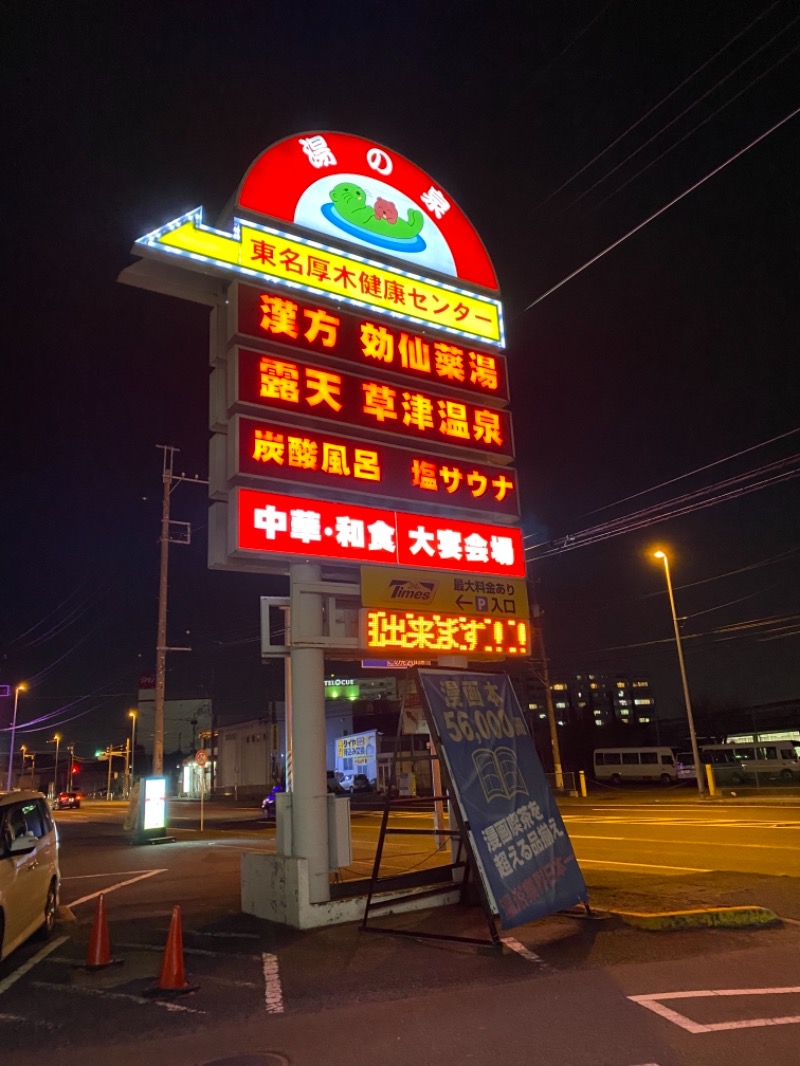 湯の泉
東名厚木健康センター
漢方 効仙薬湯
露天 草津温泉
炭酸風呂 塩サウナ
中華・和食 大宴会場
Times
最大料金あり
←P入口
出来ます!!
漫画本
56,000冊
漫画喫茶を
超える品揃え